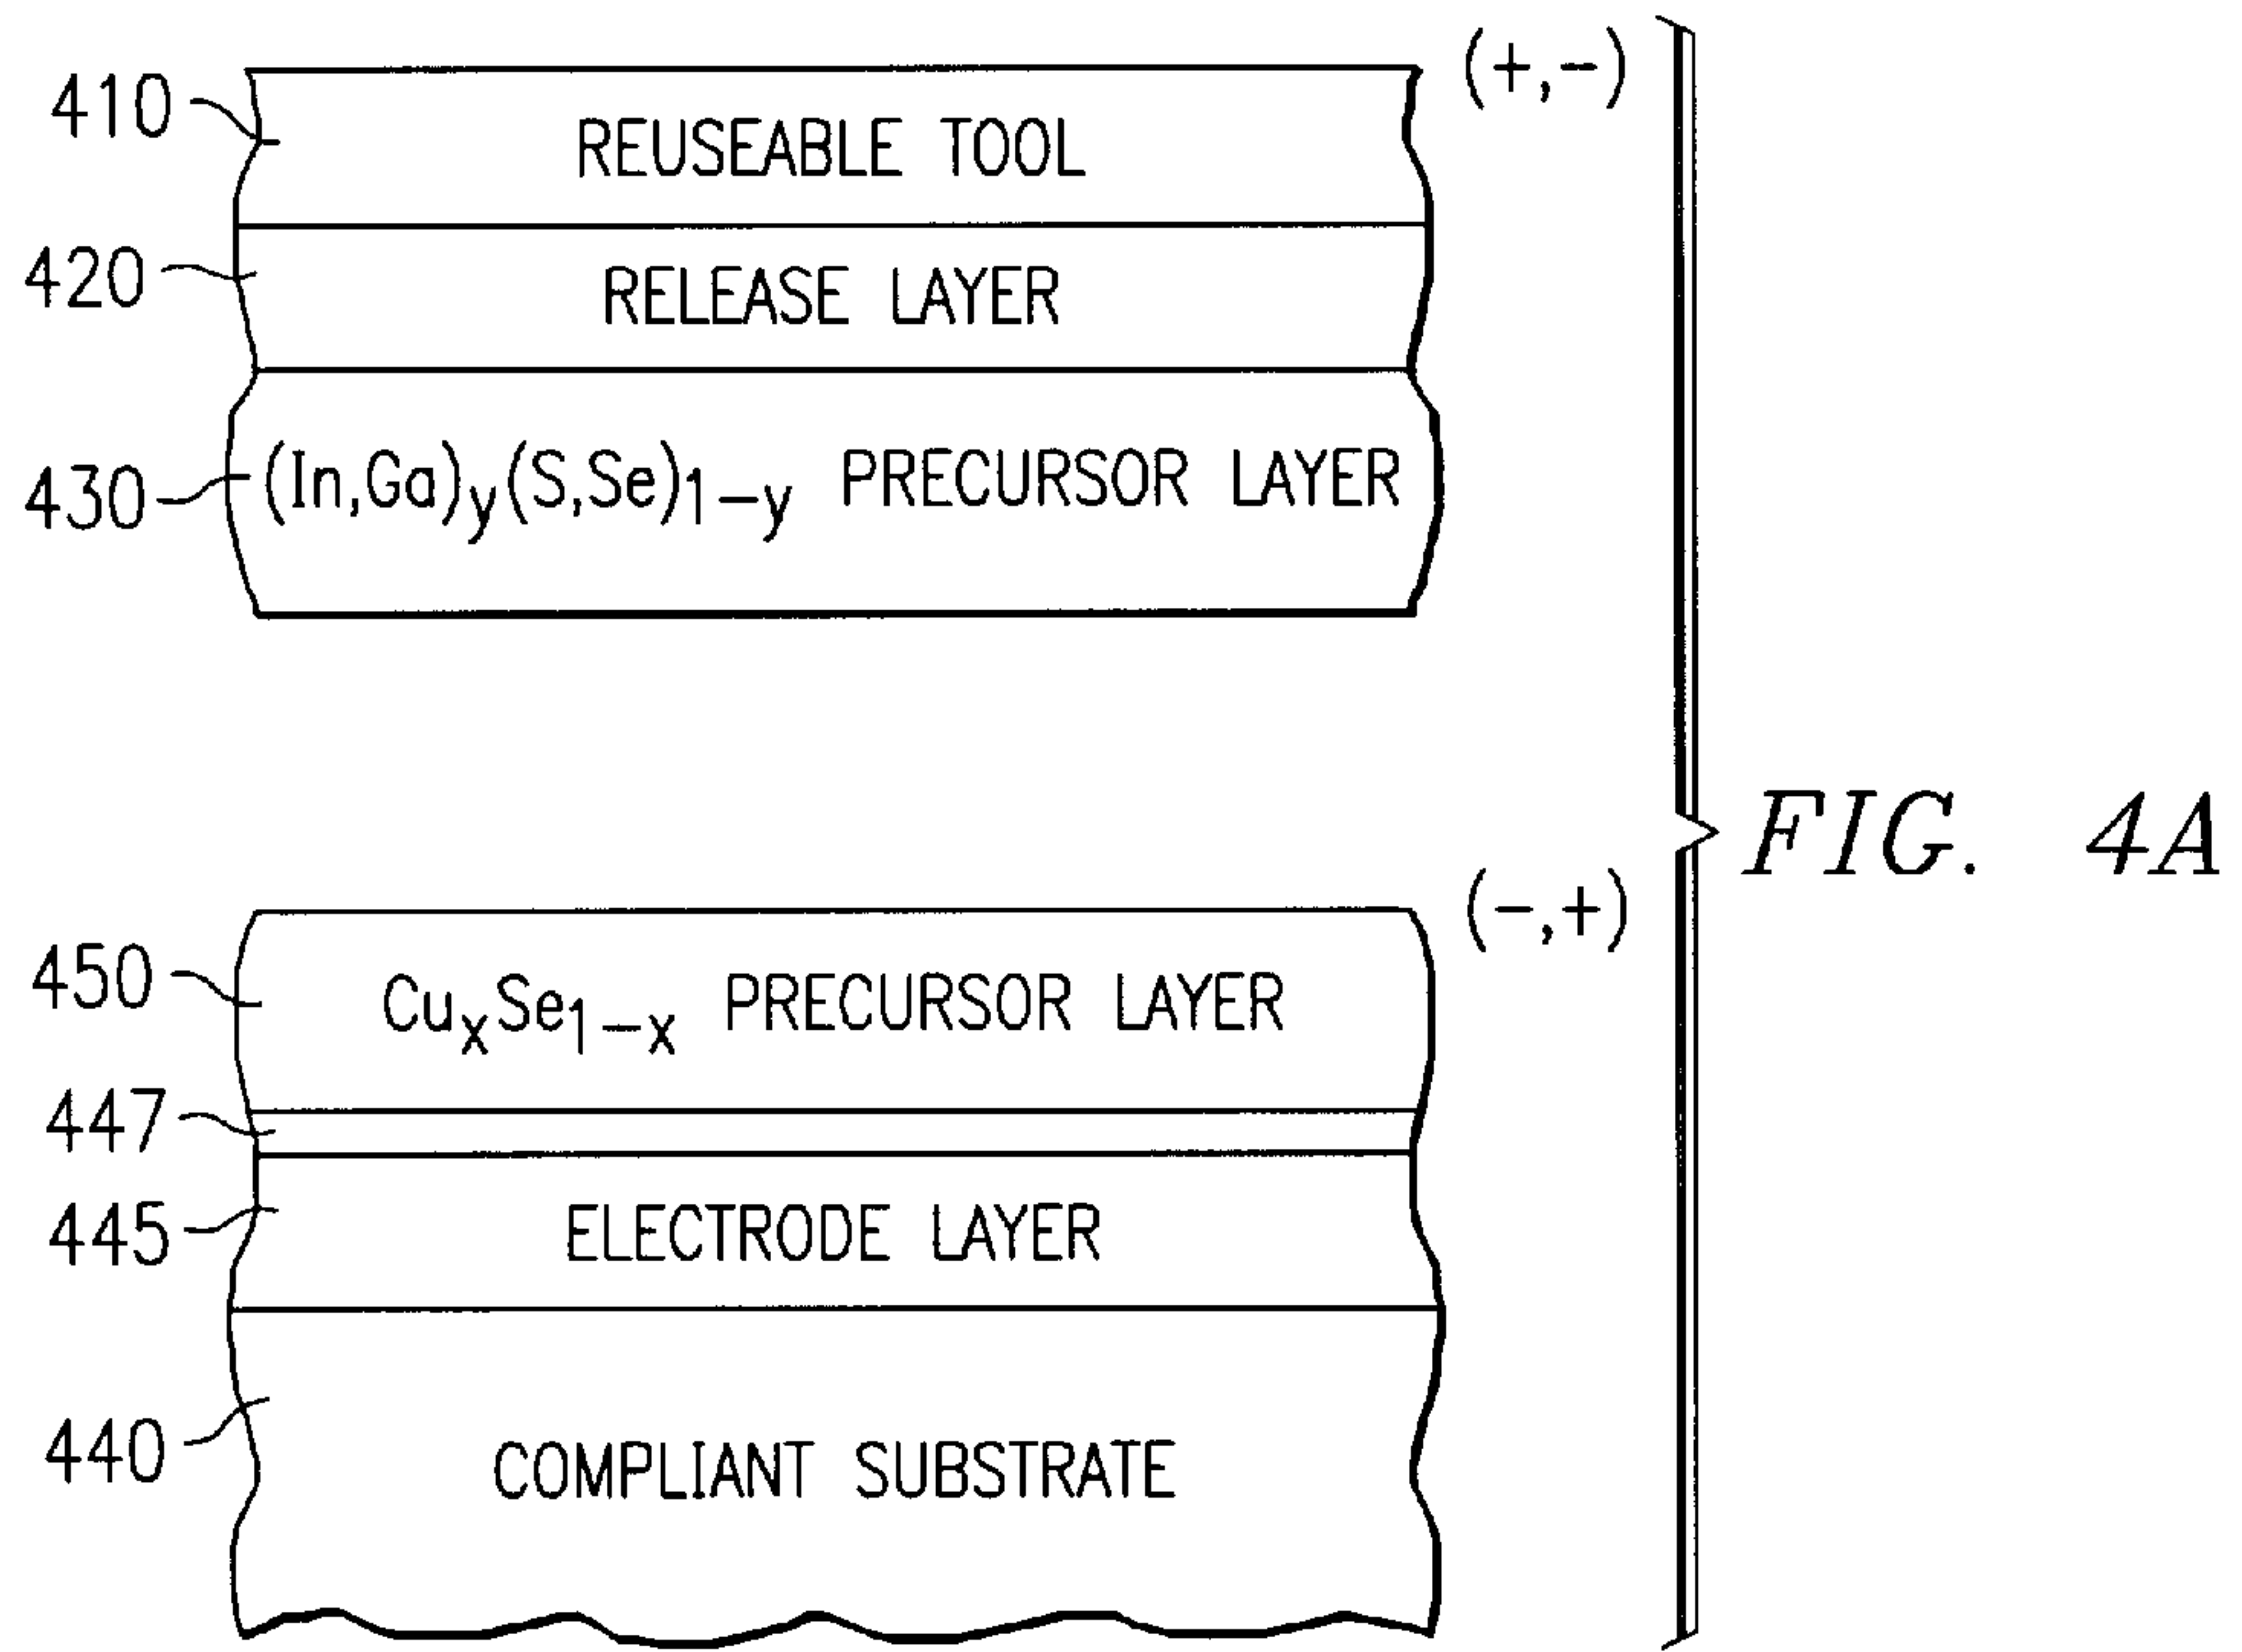 (+,-)
410 REUSEABLE TOOL
420 RELEASE LAYER
430 (In,Ga)y(S,Se)1-y PRECURSOR LAYER
FIG. 4A
(-,+)
450 CuxSe1-x PRECURSOR LAYER
447
445 ELECTRODE LAYER
440 COMPLIANT SUBSTRATE